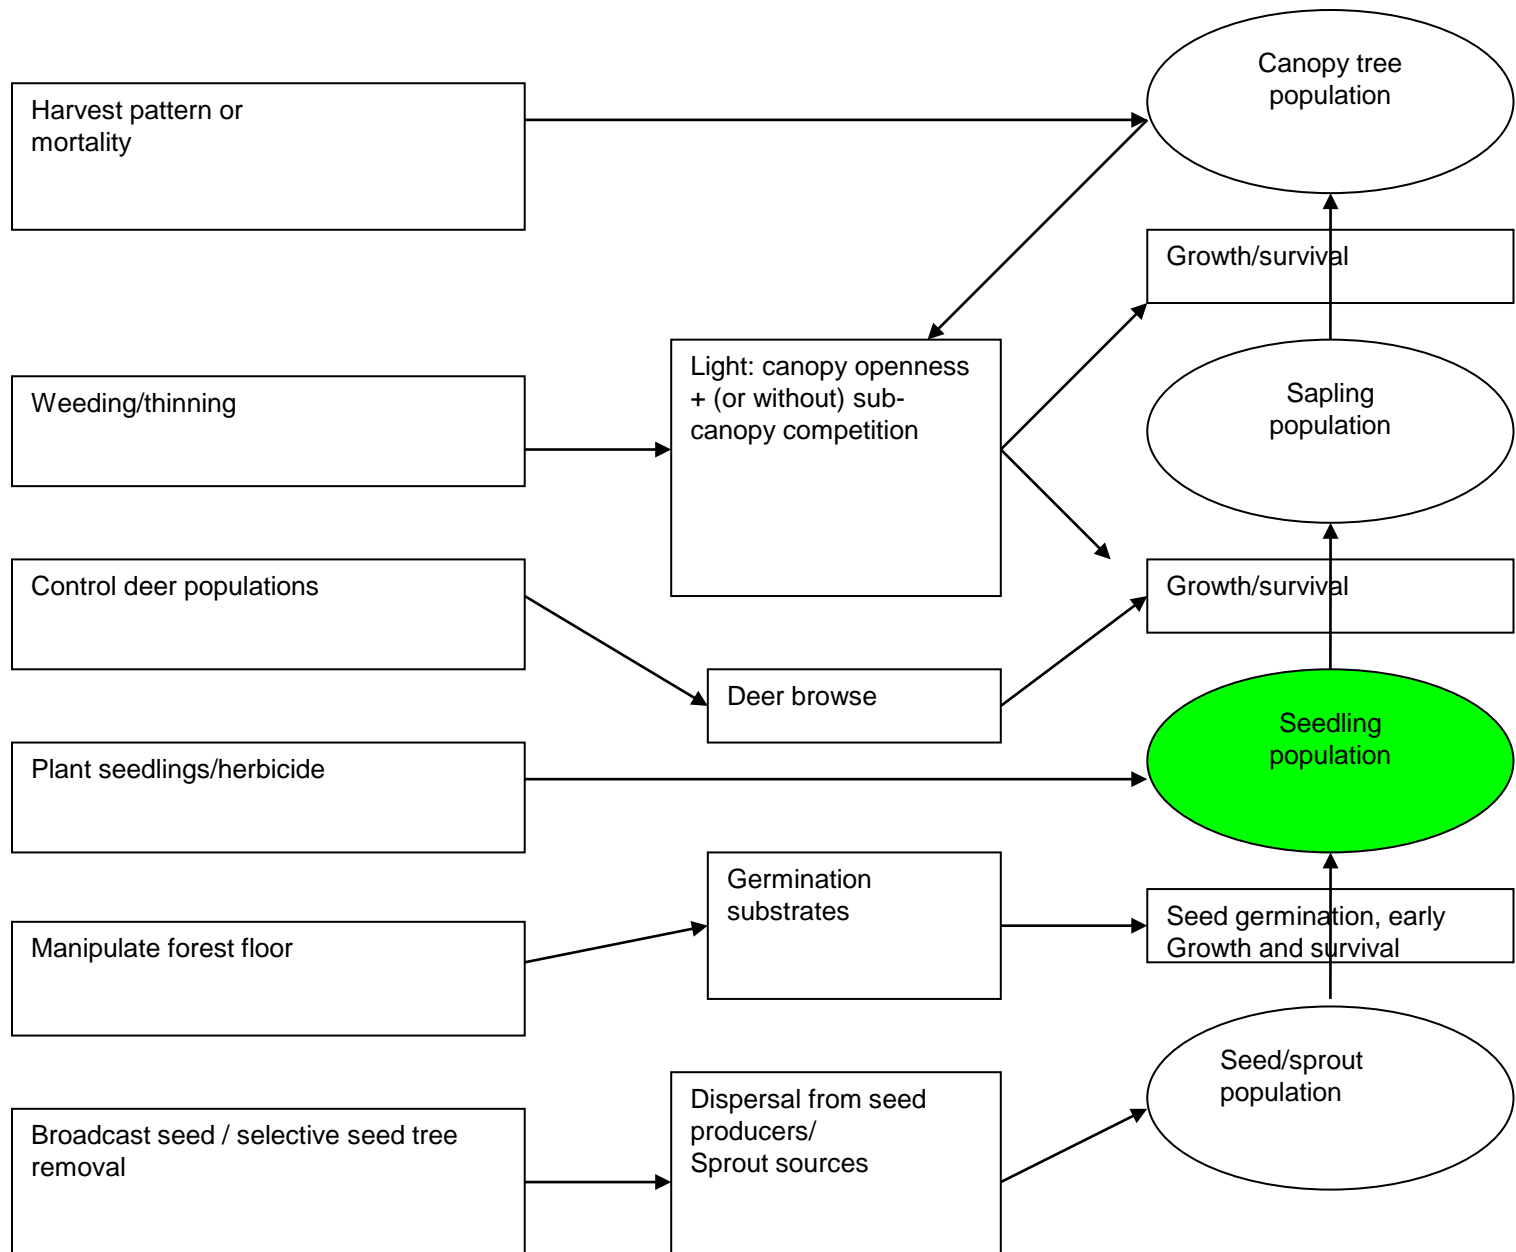 Canopy tree
population
Harvest pattern or
mortality
Growth/survival
Light: canopy openness
+ (or without) sub-
canopy competition
Weeding/thinning
Sapling
population
Control deer populations
Growth/survival
Deer browse
Seedling
population
Plant seedlings/herbicide
Germination
substrates
Seed germination, early
Growth and survival
Manipulate forest floor
Seed/sprout
population
Dispersal from seed
producers/
Sprout sources
Broadcast seed / selective seed tree
removal